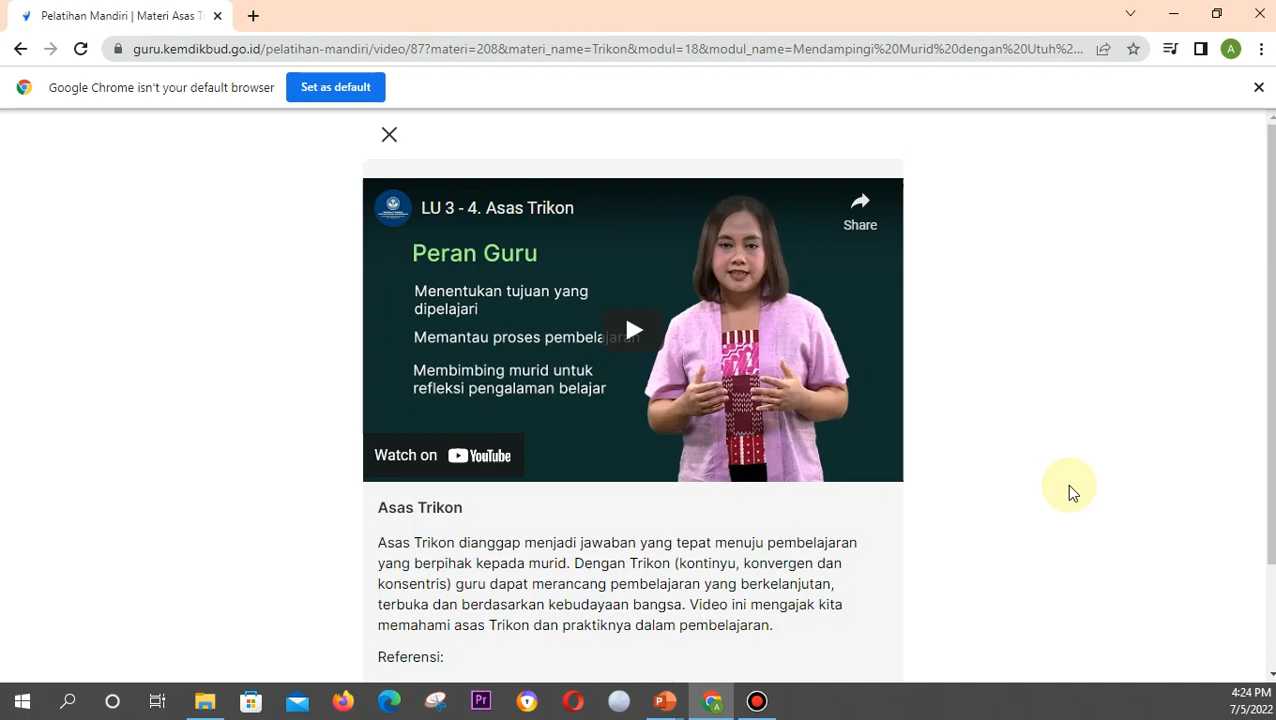 Pelatihan Mandiri | Materi Asas Tr
guru.kemdikbud.go.id/pelatihan-mandiri/video/87?materi=208&materi_name=Trikon&modul=18&modul_name=Mendampingi%20Murid%20dengan%20Utuh%2...
A
Google Chrome isn't your default browser
Set as default
LU 3 - 4. Asas Trikon
Share
Peran Guru
Menentukan tujuan yang
dipelajari
Memantau proses pembelajaran
Membimbing murid untuk
refleksi pengalaman belajar
Watch on YouTube
Asas Trikon
Asas Trikon dianggap menjadi jawaban yang tepat menuju pembelajaran
yang berpihak kepada murid. Dengan Trikon (kontinyu, konvergen dan
konsentris) guru dapat merancang pembelajaran yang berkelanjutan,
terbuka dan berdasarkan kebudayaan bangsa. Video ini mengajak kita
memahami asas Trikon dan praktiknya dalam pembelajaran.
Referensi:
Pr
4:24 PM
7/5/2022